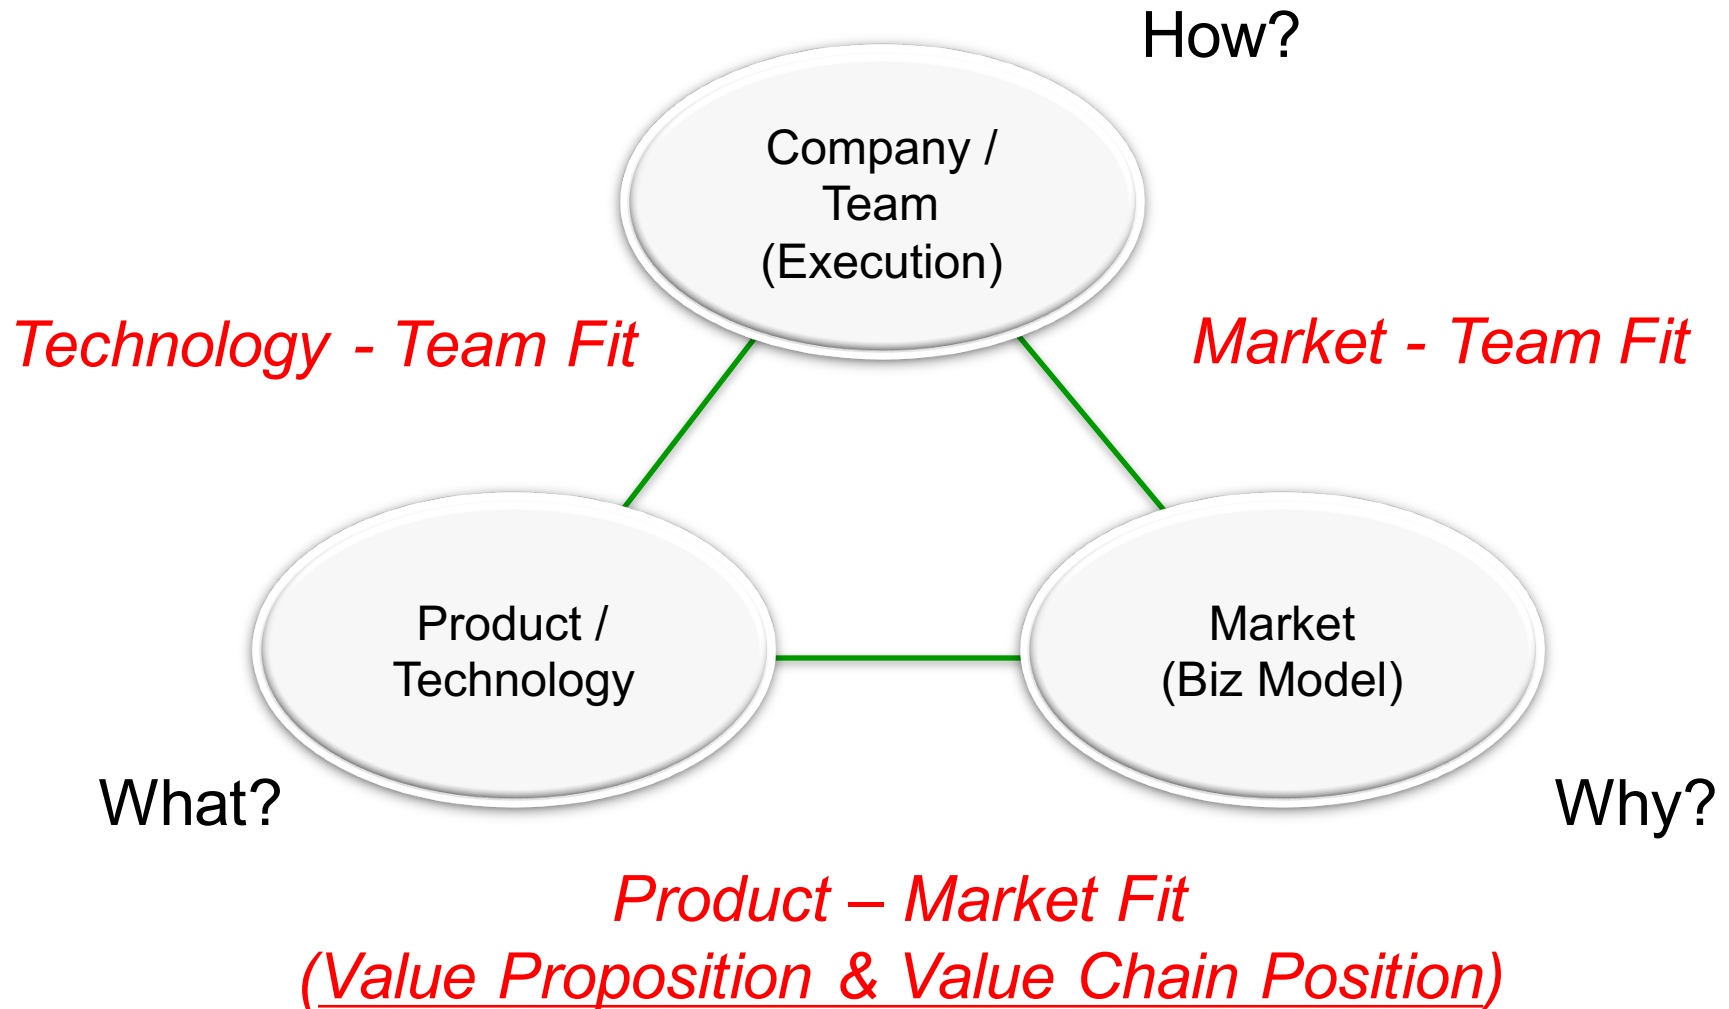 How?
Company /
Team
(Execution)
Technology - Team Fit
Market - Team Fit
Product /
Technology
Market
(Biz Model)
What?
Why?
Product – Market Fit
(Value Proposition & Value Chain Position)